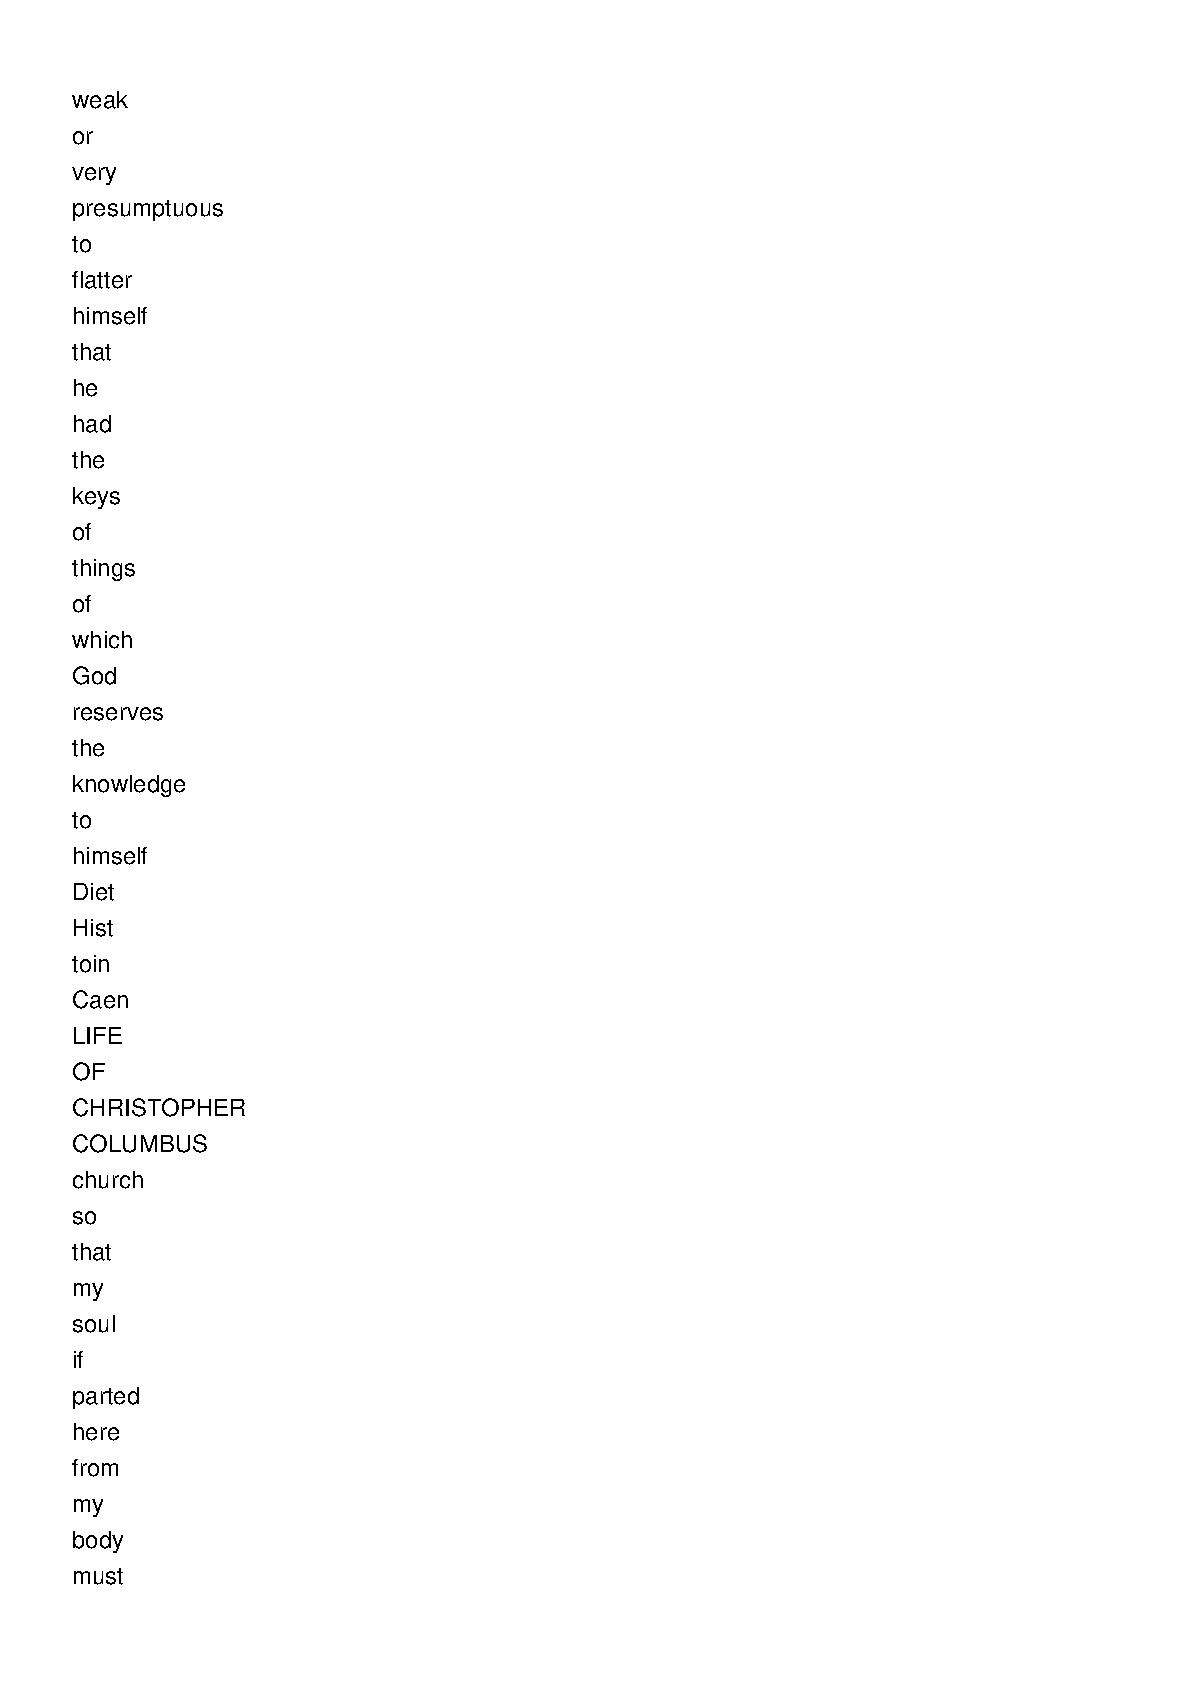 weak
or
very
presumptuous
to
flatter
himself
that
he
had
the
keys
of
things
of
which
God
reserves
the
knowledge
to
himself
Diet
Hist
toin
Caen
LIFE
OF
CHRISTOPHER
COLUMBUS
church
so
that
my
soul
if
parted
here
from
my
body
must